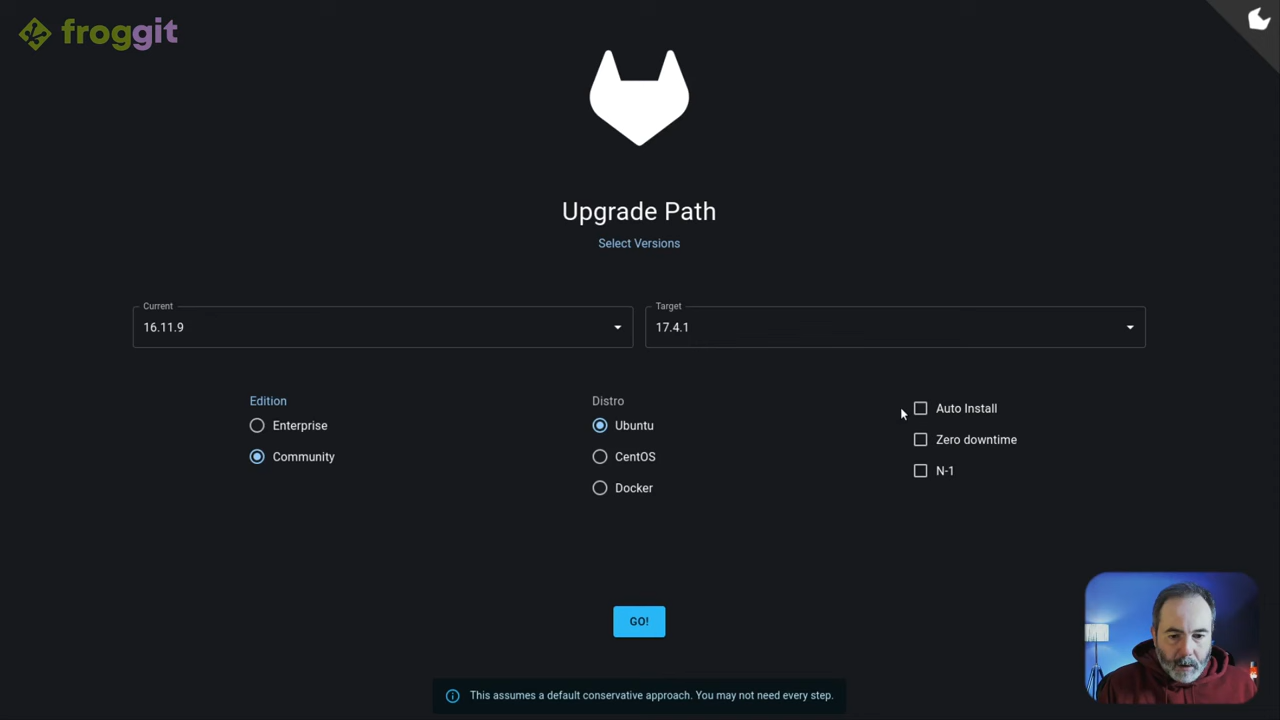 froggit
Upgrade Path
Select Versions
Current
16.11.9
Target
17.4.1
Edition
Enterprise
Community
Distro
Ubuntu
CentOS
Docker
Auto Install
Zero downtime
N-1
GO!
This assumes a default conservative approach. You may not need every step.